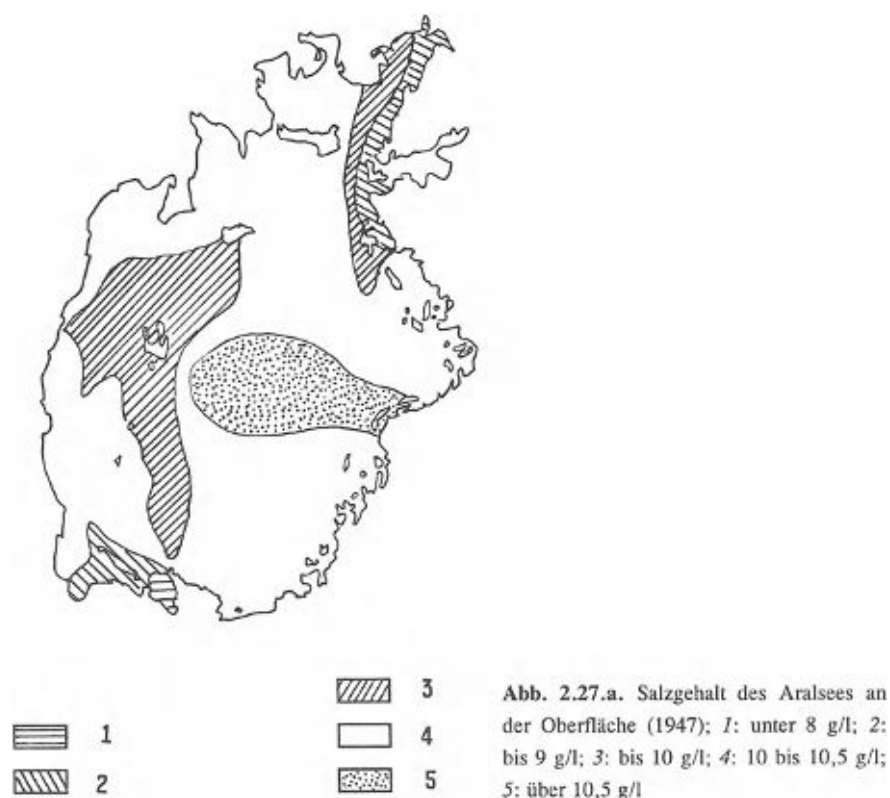 3
4
5
1
2
Abb. 2.27.a. Salzgehalt des Aralsees an
der Oberfläche (1947); 1: unter 8 g/l; 2:
bis 9 g/l; 3: bis 10 g/l; 4: 10 bis 10,5 g/l;
5: über 10,5 g/l